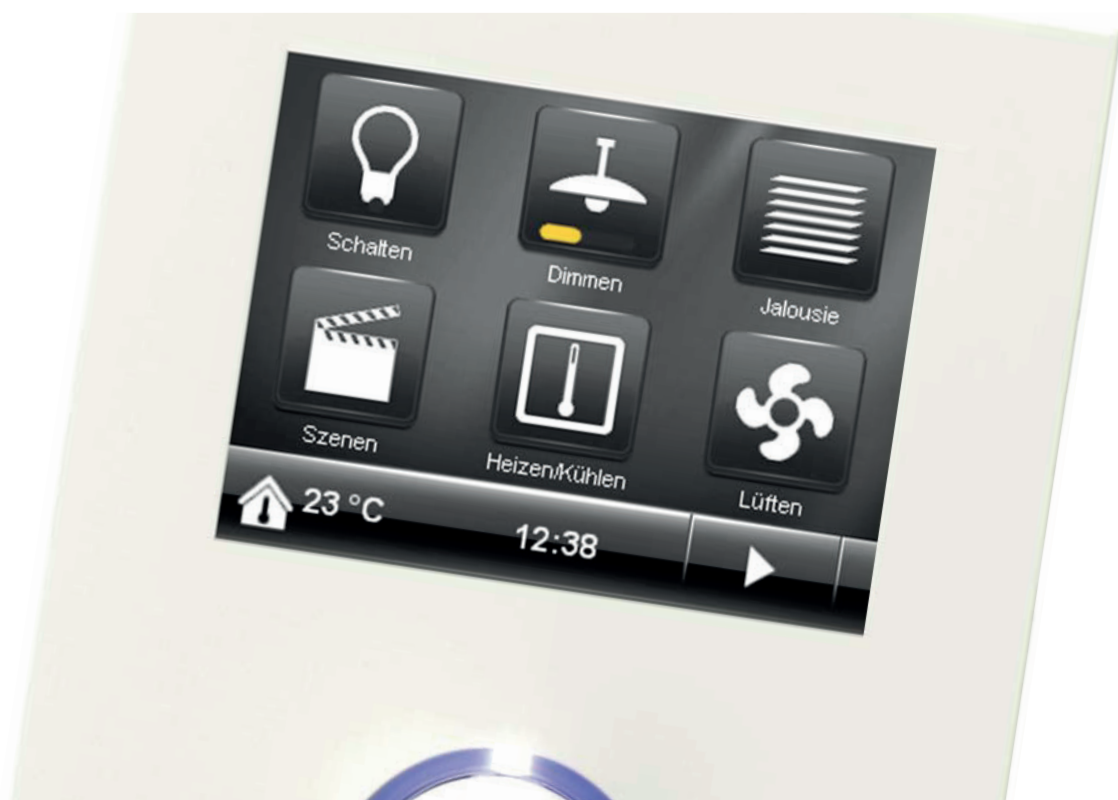 Schalten
Dimmen
Jalousie
Szenen
Heizen/Kühlen
Lüften
23 °C
12:38